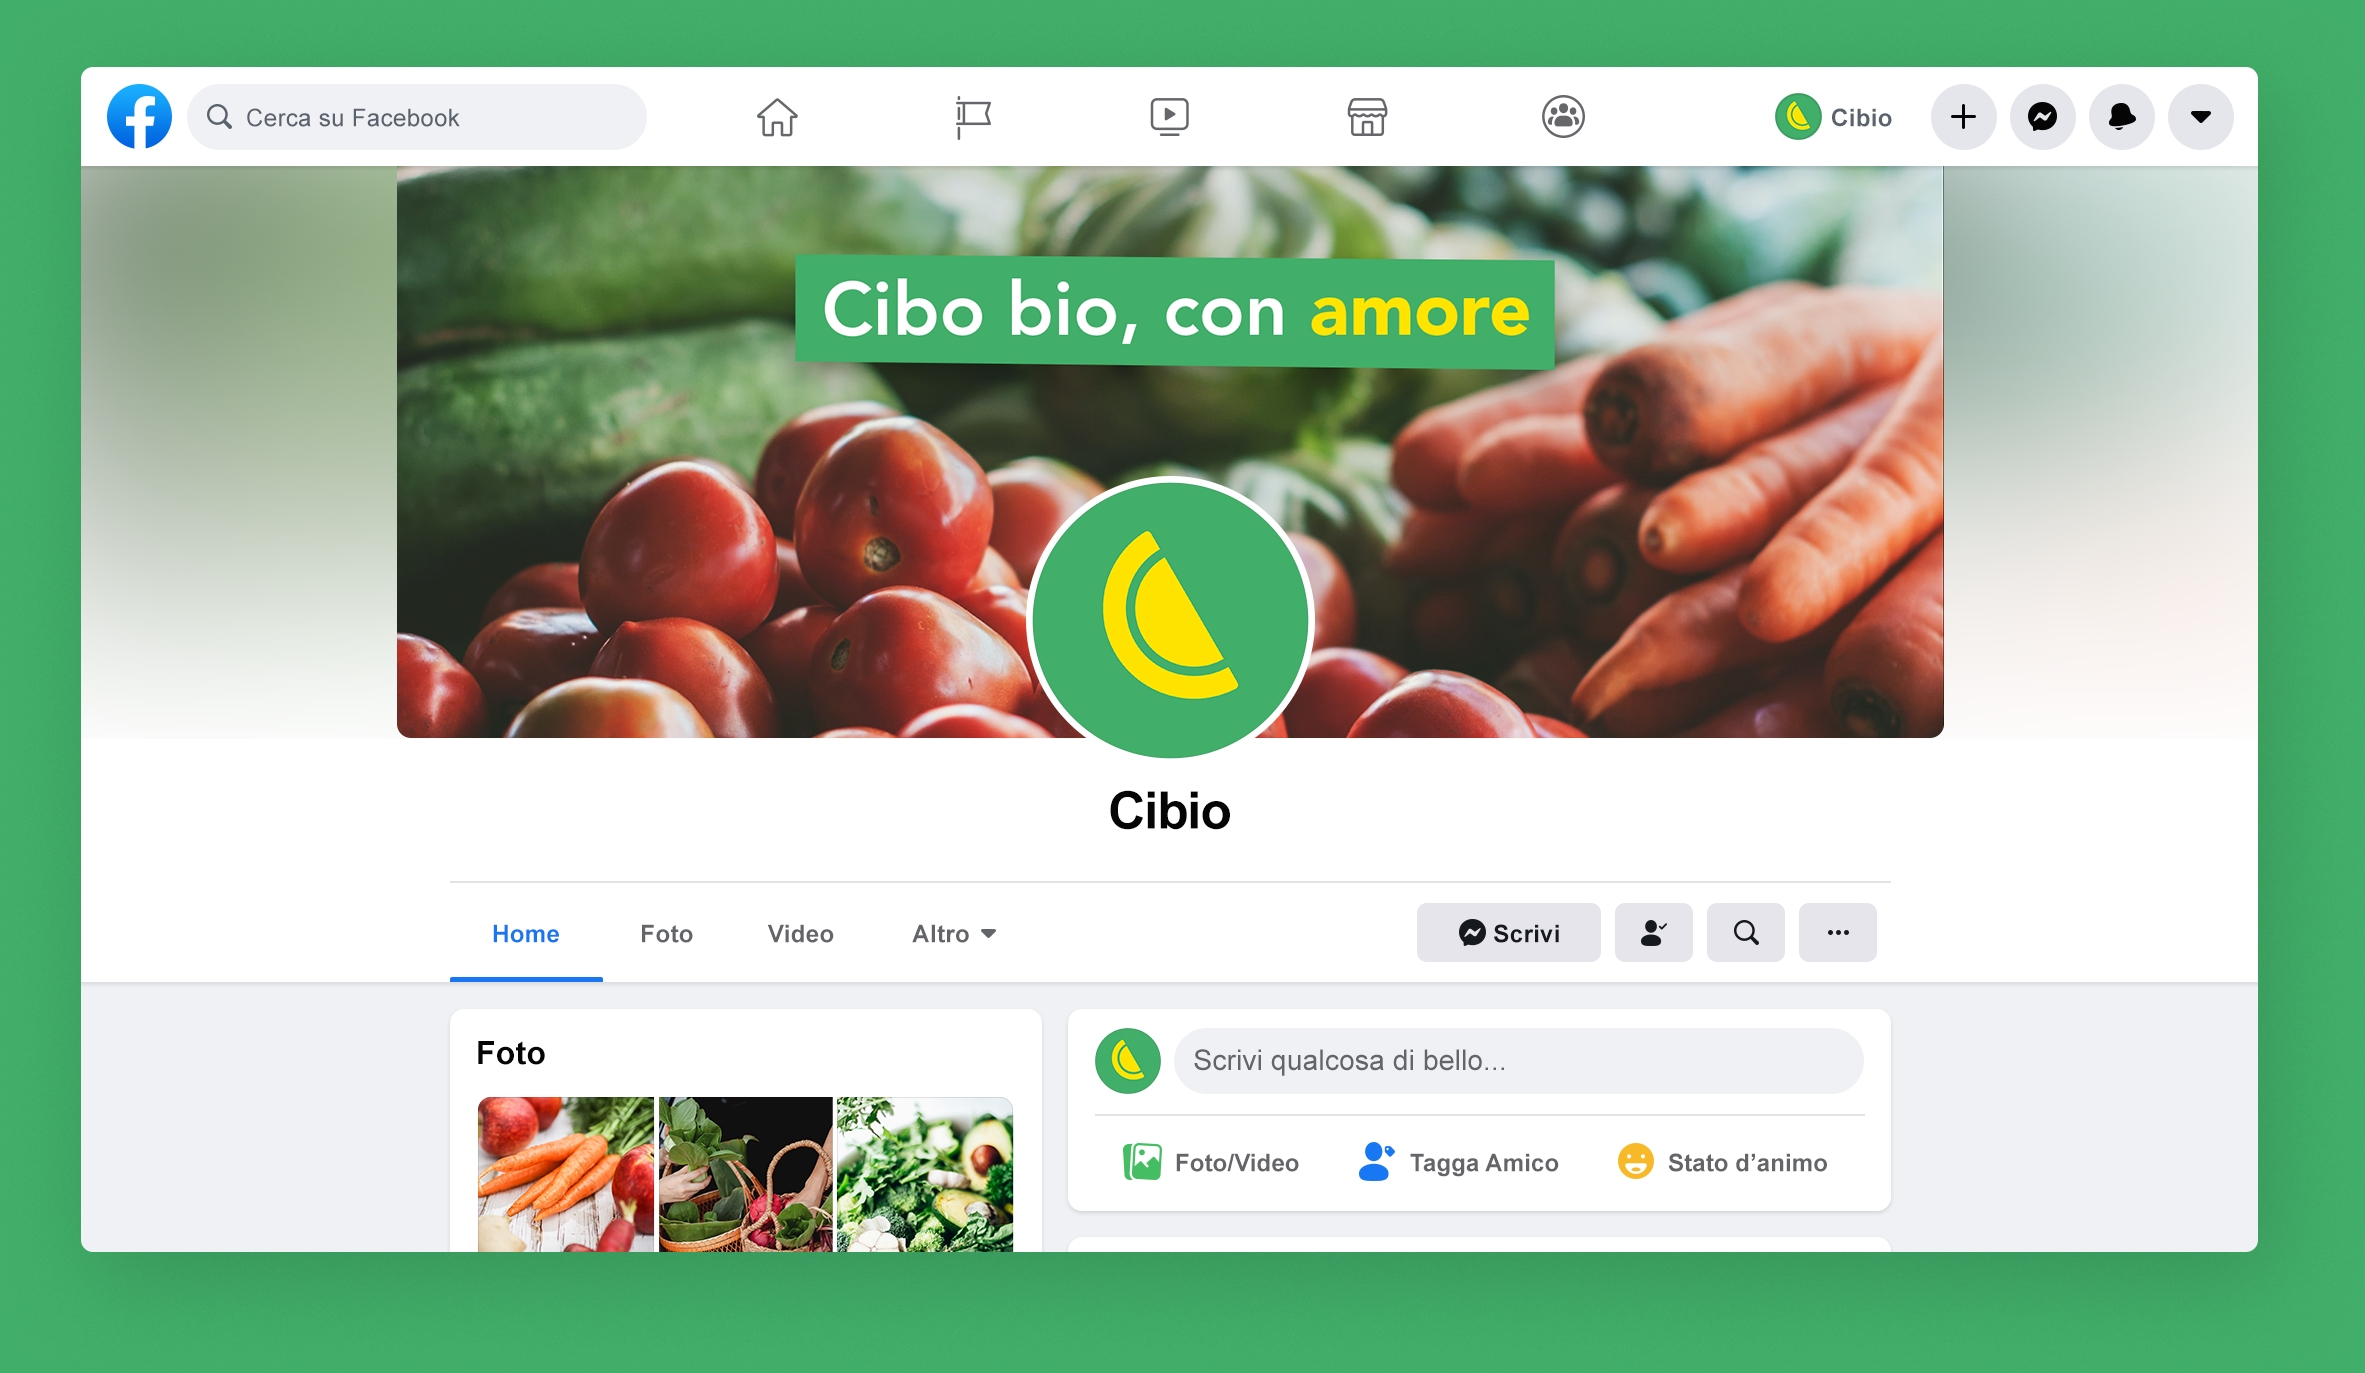 Cerca su Facebook
Cibio
Cibo bio, con amore
Cibio
Home
Foto
Video
Altro
Scrivi
Foto
Scrivi qualcosa di bello...
Foto/Video
Tagga Amico
Stato d’animo